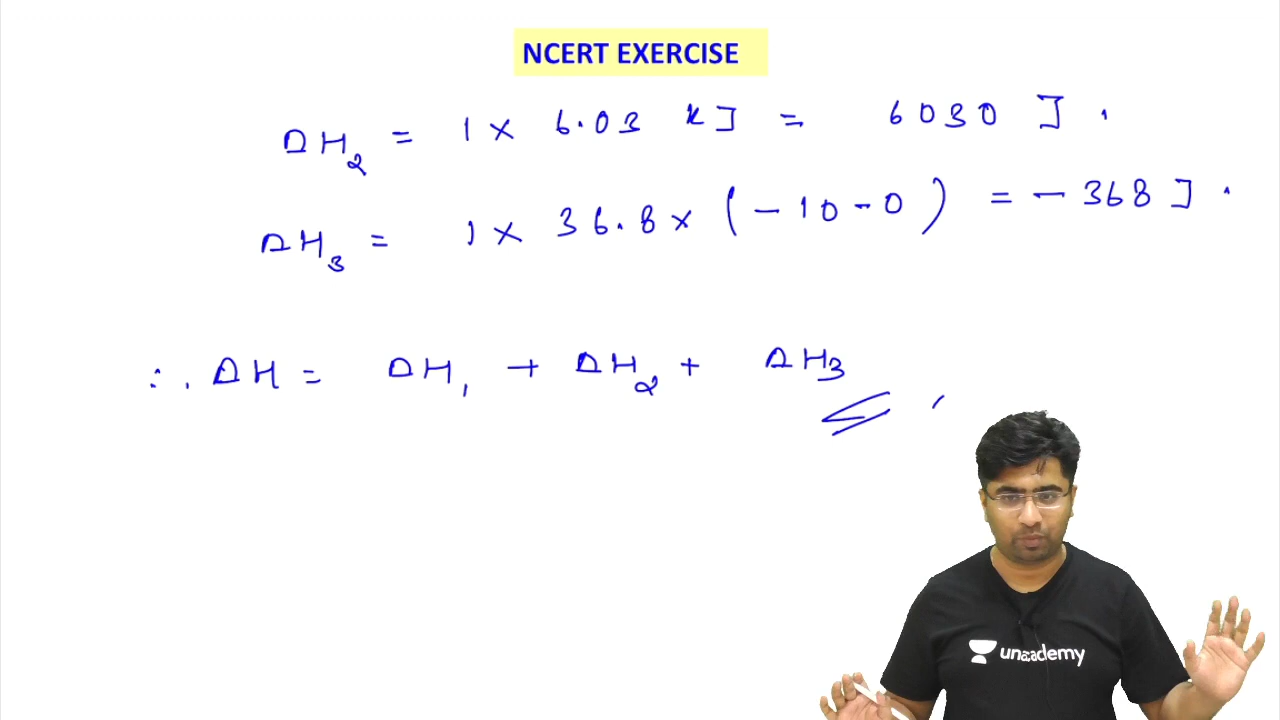 NCERT EXERCISE
ΔH₂ = 1 × 6.03 kJ = 6030 J.
ΔH₃ = 1 × 36.8 × (-10-0) = -368 J.
∴ ΔH = ΔH₁ + ΔH₂ + ΔH₃
unacademy